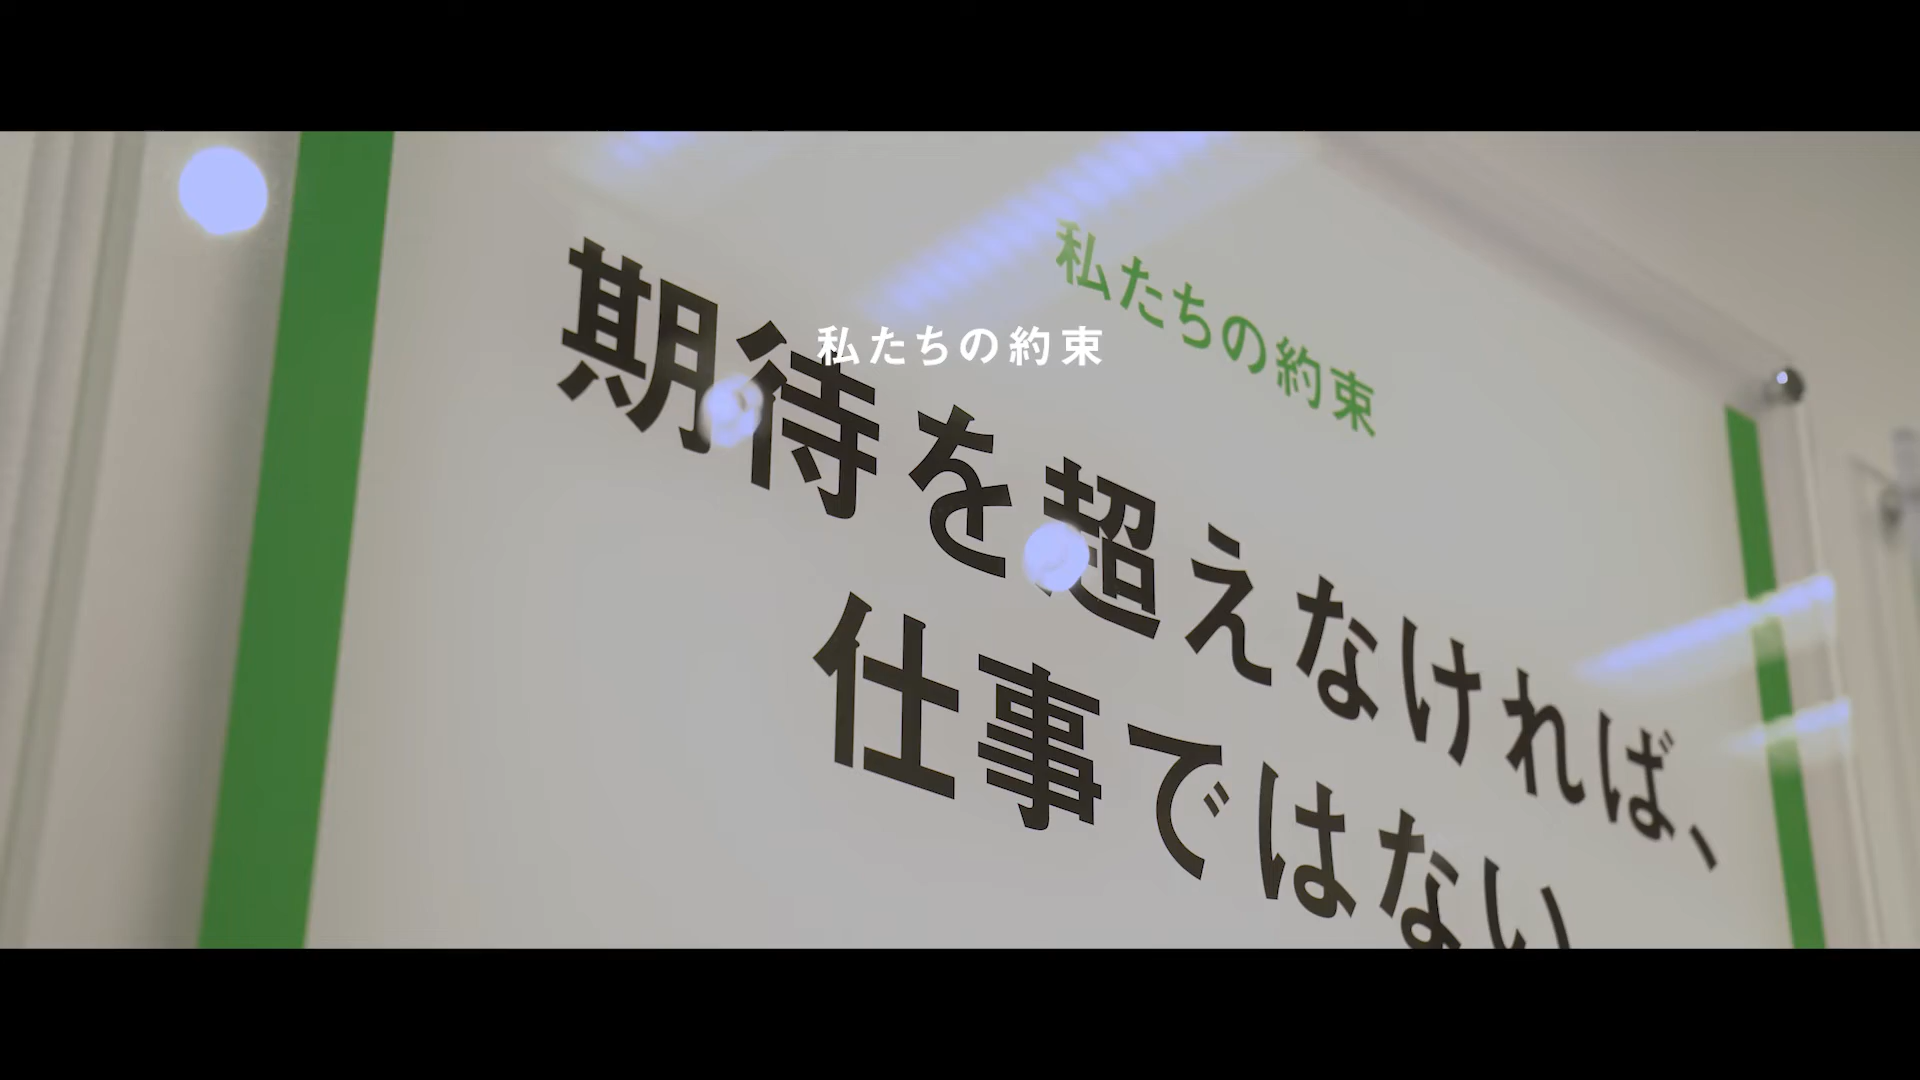 私たちの約束
私たちの約束
期待を超えなければ、
仕事ではない